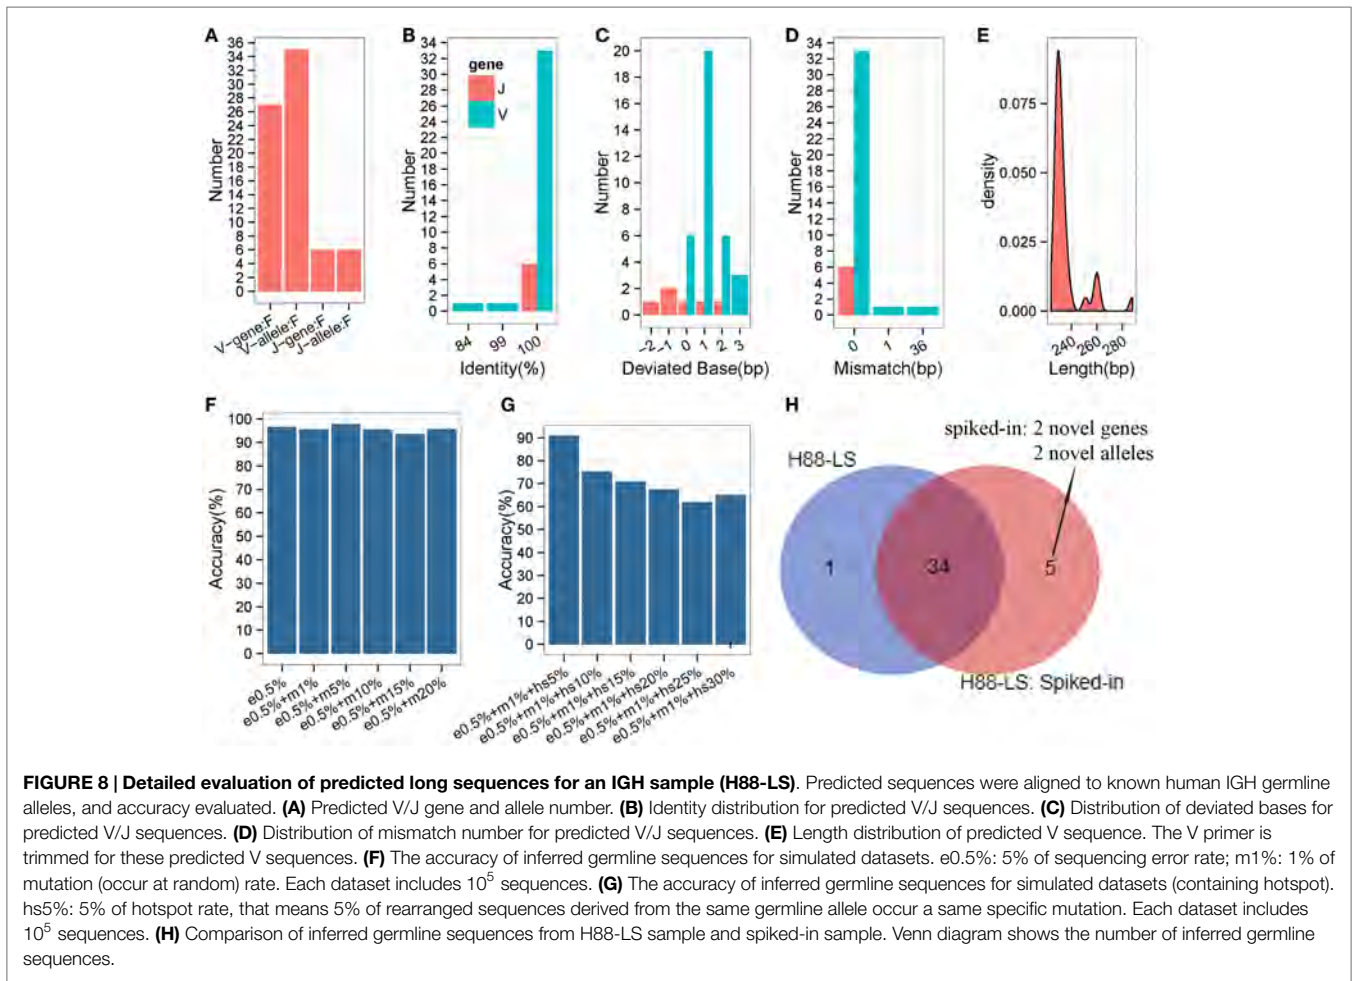 A
36
34
32
30
28
26
24
22
20
18
16
14
12
10
8
6
4
2
0
Number
V-gene:F
V-allele:F
J-gene:F
J-allele:F
B
34
32
30
28
26
24
22
20
18
16
14
12
10
8
6
4
2
0
Number
gene
J
V
84
99
100
Identity(%)
C
20
18
16
14
12
10
8
6
4
2
0
Number
-2
-1
0
1
2
3
Deviated Base(bp)
D
34
32
30
28
26
24
22
20
18
16
14
12
10
8
6
4
2
0
Number
0
1
36
Mismatch(bp)
E
0.075
0.050
0.025
0.000
density
240
260
280
Length(bp)
F
100
90
80
70
60
50
40
30
20
10
0
Accuracy(%)
e0.5%
e0.5%+m1%
e0.5%+m5%
e0.5%+m10%
e0.5%+m15%
e0.5%+m20%
G
90
80
70
60
50
40
30
20
10
0
Accuracy(%)
e0.5%+m1%+hs5%
e0.5%+m1%+hs10%
e0.5%+m1%+hs15%
e0.5%+m1%+hs20%
e0.5%+m1%+hs25%
e0.5%+m1%+hs30%
H
spiked-in: 2 novel genes
2 novel alleles
H88-LS
1
34
5
H88-LS: Spiked-in
FIGURE 8 | Detailed evaluation of predicted long sequences for an IGH sample (H88-LS). Predicted sequences were aligned to known human IGH germline
alleles, and accuracy evaluated. (A) Predicted V/J gene and allele number. (B) Identity distribution for predicted V/J sequences. (C) Distribution of deviated bases for
predicted V/J sequences. (D) Distribution of mismatch number for predicted V/J sequences. (E) Length distribution of predicted V sequence. The V primer is
trimmed for these predicted V sequences. (F) The accuracy of inferred germline sequences for simulated datasets. e0.5%: 5% of sequencing error rate; m1%: 1% of
mutation (occur at random) rate. Each dataset includes 10⁵ sequences. (G) The accuracy of inferred germline sequences for simulated datasets (containing hotspot).
hs5%: 5% of hotspot rate, that means 5% of rearranged sequences derived from the same germline allele occur a same specific mutation. Each dataset includes
10⁵ sequences. (H) Comparison of inferred germline sequences from H88-LS sample and spiked-in sample. Venn diagram shows the number of inferred germline
sequences.